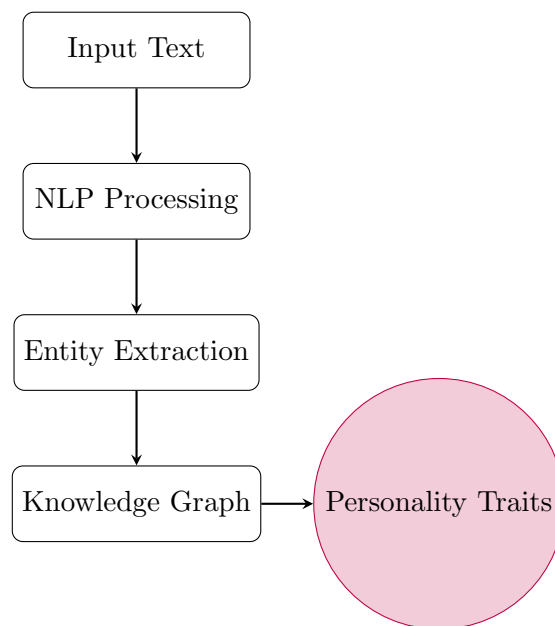 Input Text
NLP Processing
Entity Extraction
Knowledge Graph
Personality Traits